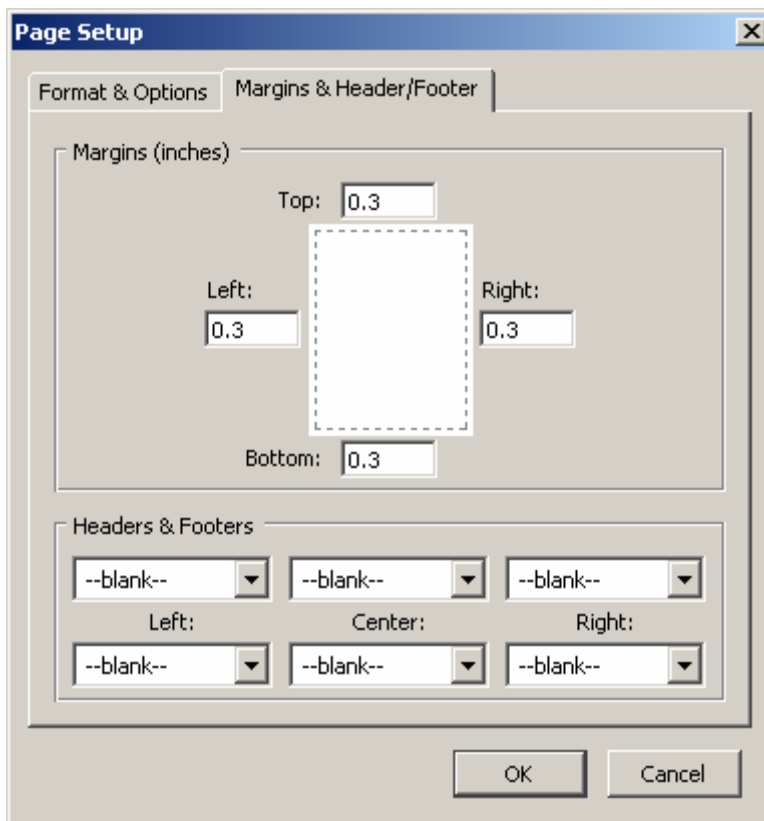 Page Setup
Format & Options Margins & Header/Footer
Margins (inches)
Top: 0.3
Left: Right:
0.3 0.3
Bottom: 0.3
Headers & Footers
--blank-- --blank-- --blank--
Left: Center: Right:
--blank-- --blank-- --blank--
OK Cancel